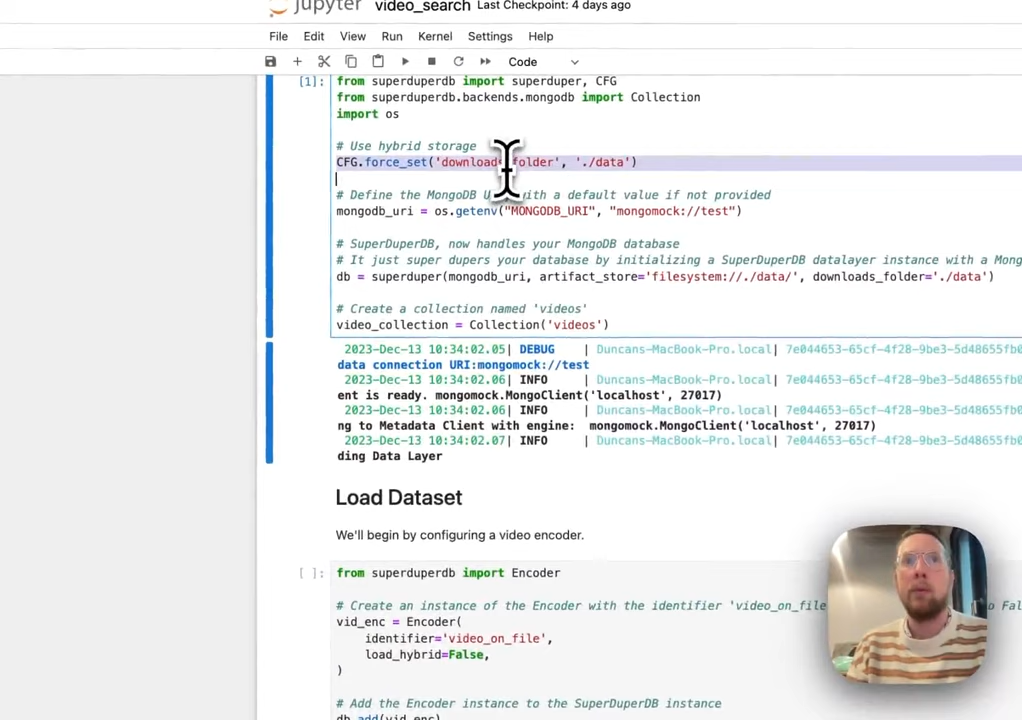 jupyter video_search Last Checkpoint: 4 days ago
File Edit View Run Kernel Settings Help
Code
[1]: from superduperdb import superduper, CFG
from superduperdb.backends.mongodb import Collection
import os
# Use hybrid storage
CFG.force_set('downloads_folder', './data')
# Define the MongoDB U with a default value if not provided
mongodb_uri = os.getenv("MONGODB_URI", "mongomock://test")
# SuperDuperDB, now handles your MongoDB database
# It just super dupers your database by initializing a SuperDuperDB datalayer instance with a Mong
db = superduper(mongodb_uri, artifact_store='filesystem://./data/', downloads_folder='./data')
# Create a collection named 'videos'
video_collection = Collection('videos')
2023-Dec-13 10:34:02.05| DEBUG | Duncans-MacBook-Pro.local| 7e044653-65cf-4f28-9be3-5d48655fb0
data connection URI:mongomock://test
2023-Dec-13 10:34:02.06| INFO | Duncans-MacBook-Pro.local| 7e044653-65cf-4f28-9be3-5d48655fb0
ent is ready. mongomock.MongoClient('localhost', 27017)
2023-Dec-13 10:34:02.06| INFO | Duncans-MacBook-Pro.local| 7e044653-65cf-4f28-9be3-5d48655fb0
ng to Metadata Client with engine: mongomock.MongoClient('localhost', 27017)
2023-Dec-13 10:34:02.07| INFO | Duncans-MacBook-Pro.local| 7e044653-65cf-4f28-9be3-5d48655fb0
ding Data Layer
Load Dataset
We'll begin by configuring a video encoder.
[ ]: from superduperdb import Encoder
# Create an instance of the Encoder with the identifier 'video_on_file o Fal
vid_enc = Encoder(
identifier='video_on_file',
load_hybrid=False,
)
# Add the Encoder instance to the SuperDuperDB instance
db.add(vid_enc)